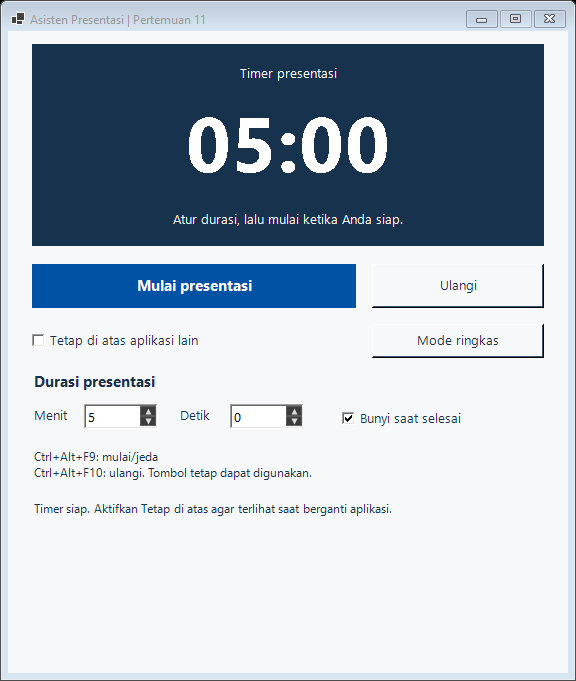 Asisten Presentasi | Pertemuan 11
Timer presentasi
05:00
Atur durasi, lalu mulai ketika Anda siap.
Mulai presentasi
Ulangi
Tetap di atas aplikasi lain
Mode ringkas
Durasi presentasi
Menit 5 Detik 0 Bunyi saat selesai
Ctrl+Alt+F9: mulai/jeda
Ctrl+Alt+F10: ulangi. Tombol tetap dapat digunakan.
Timer siap. Aktifkan Tetap di atas agar terlihat saat berganti aplikasi.